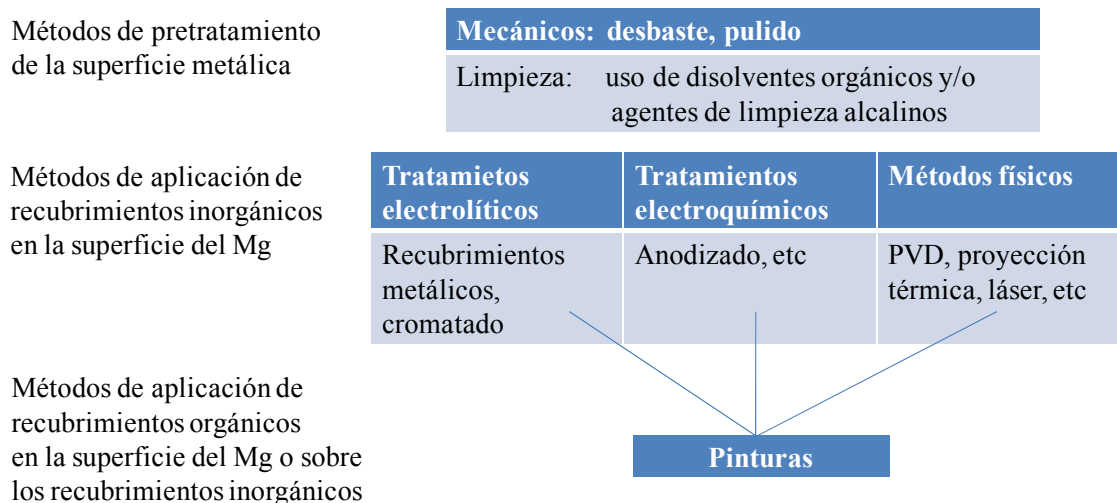 Métodos de pretratamiento
de la superficie metálica
Mecánicos: desbaste, pulido
Limpieza: uso de disolventes orgánicos y/o
agentes de limpieza alcalinos
Métodos de aplicación de
recubrimientos inorgánicos
en la superficie del Mg
Tratamietos
electrolíticos
Tratamientos
electroquímicos
Métodos físicos
Recubrimientos
metálicos,
cromatado
Anodizado, etc
PVD, proyección
térmica, láser, etc
Métodos de aplicación de
recubrimientos orgánicos
en la superficie del Mg o sobre
los recubrimientos inorgánicos
Pinturas